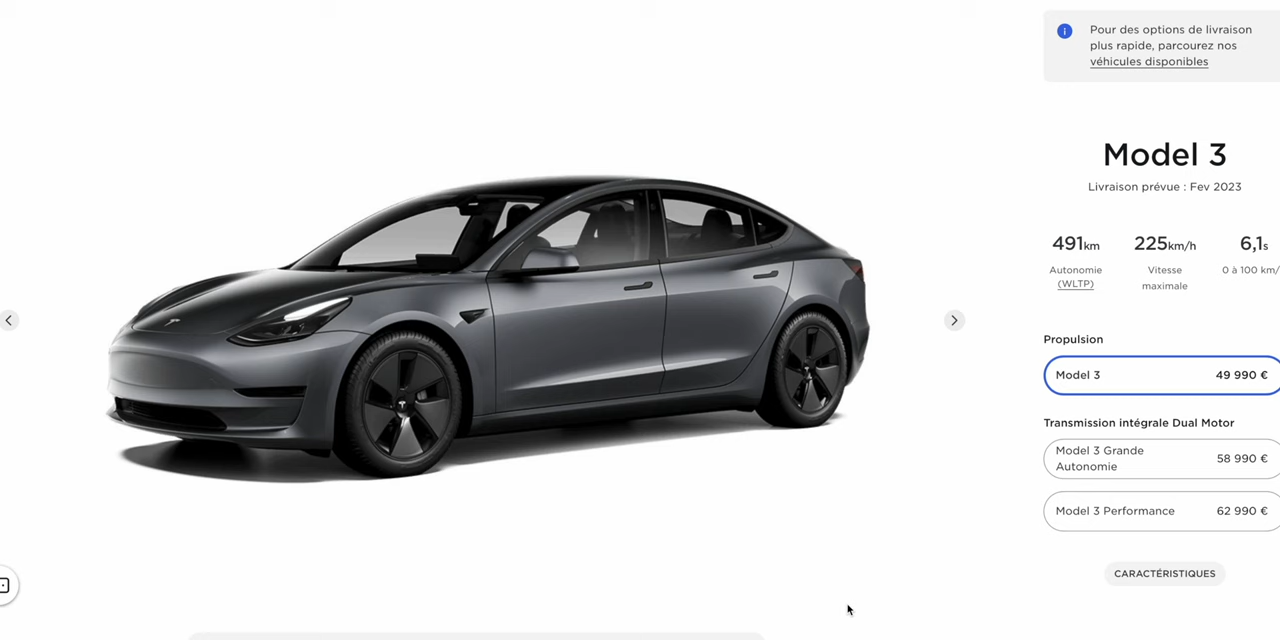 Pour des options de livraison
plus rapide, parcourez nos
véhicules disponibles
Model 3
Livraison prévue : Fev 2023
491km
225km/h
6,1s
Autonomie
(WLTP)
Vitesse
maximale
0 à 100 km/
Propulsion
Model 3 49 990 €
Transmission intégrale Dual Motor
Model 3 Grande
Autonomie
58 990 €
Model 3 Performance 62 990 €
CARACTÉRISTIQUES